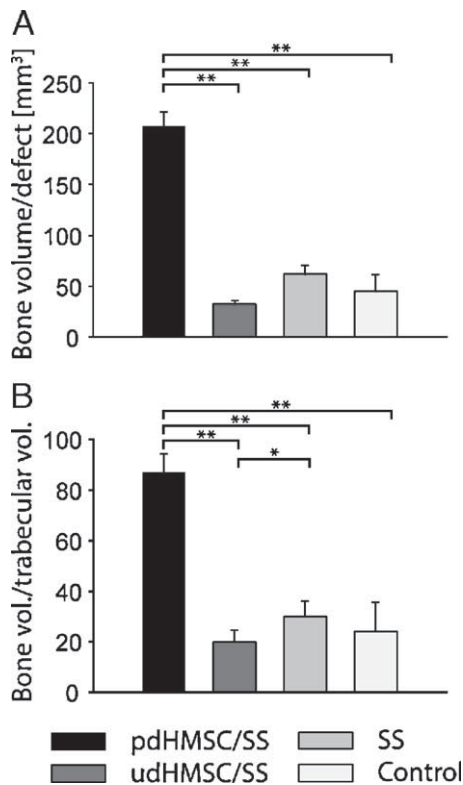 A
**
**
**
Bone volume/defect [mm³]
250
200
150
100
50
0
B
**
**
**
*
Bone vol./trabecular vol.
100
80
60
40
20
0
pdHMSC/SS
SS
udHMSC/SS
Control